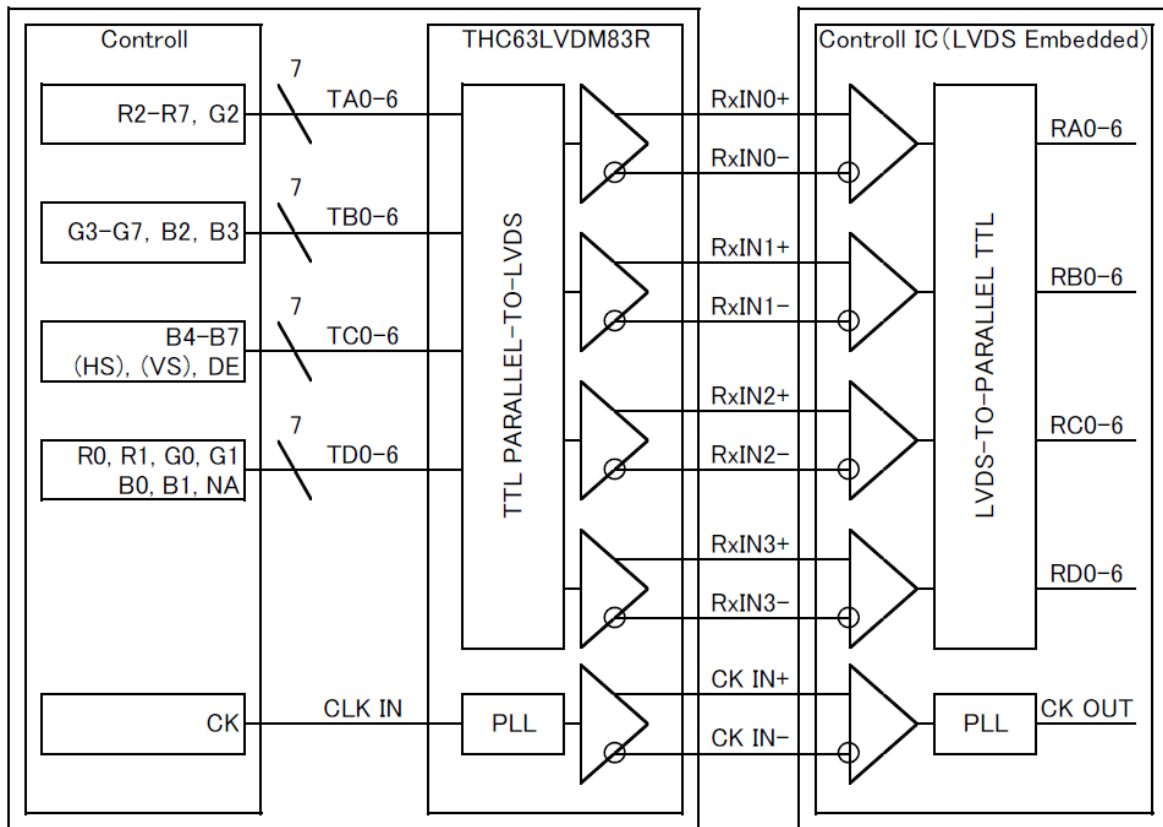 Controll
THC63LVDM83R
Controll IC(LVDS Embedded)
R2-R7, G2
7
TA0-6
RxIN0+
RxIN0-
RA0-6
G3-G7, B2, B3
7
TB0-6
RxIN1+
RxIN1-
RB0-6
B4-B7
(HS), (VS), DE
7
TC0-6
RxIN2+
RxIN2-
RC0-6
R0, R1, G0, G1
B0, B1, NA
7
TD0-6
RxIN3+
RxIN3-
RD0-6
TTL PARALLEL-TO-LVDS
LVDS-TO-PARALLEL TTL
CK
CLK IN
PLL
CK IN+
CK IN-
PLL
CK OUT